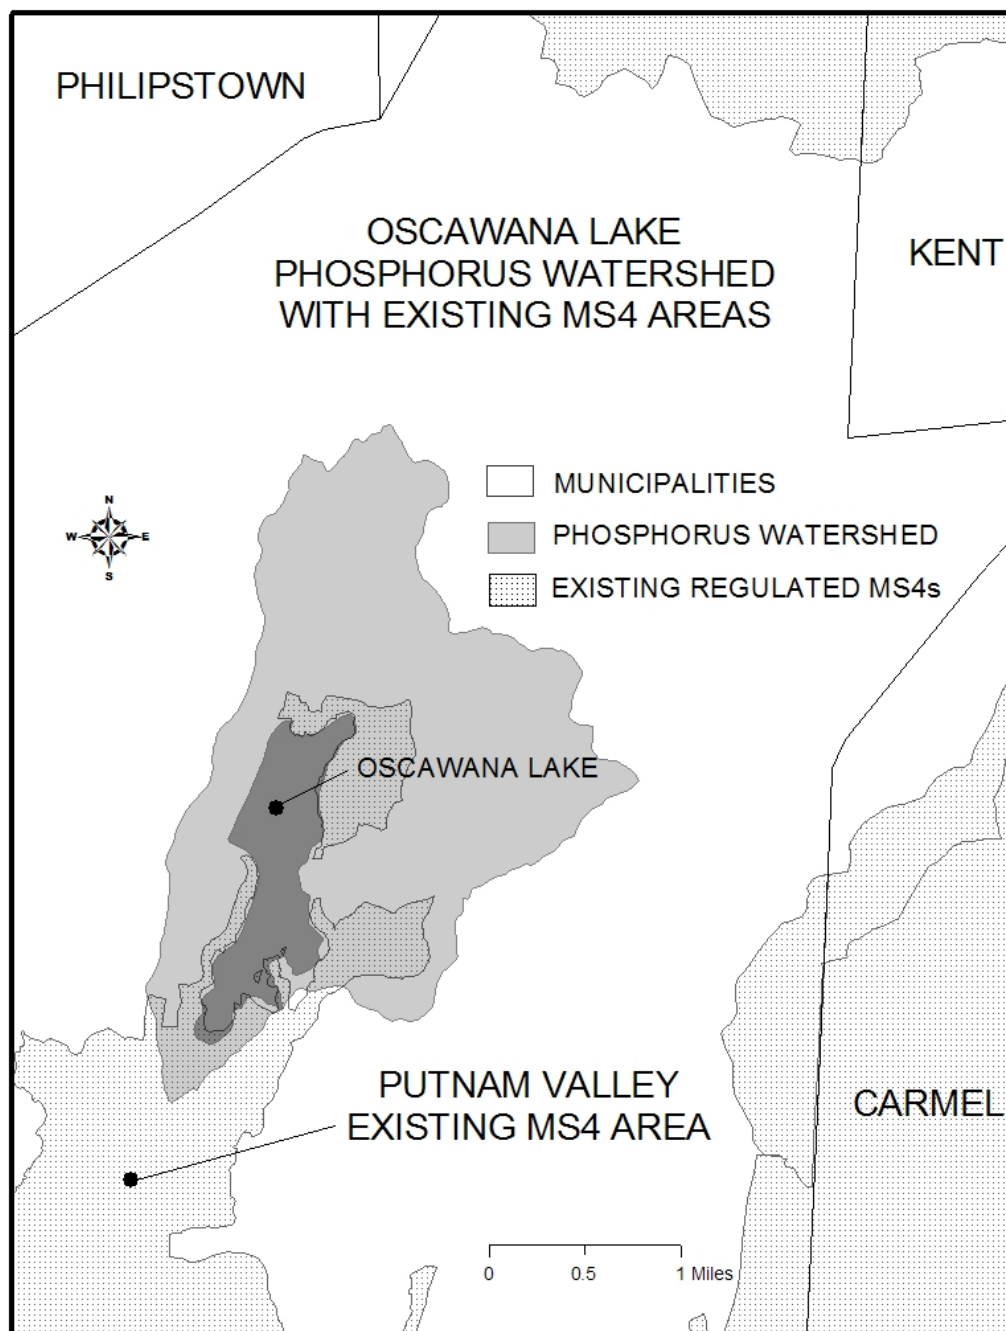 PHILIPSTOWN
OSCAWANA LAKE
PHOSPHORUS WATERSHED
WITH EXISTING MS4 AREAS
KENT
MUNICIPALITIES
PHOSPHORUS WATERSHED
EXISTING REGULATED MS4s
N
W
E
S
OSCAWANA LAKE
PUTNAM VALLEY
EXISTING MS4 AREA
CARMEL
0 0.5 1 Miles